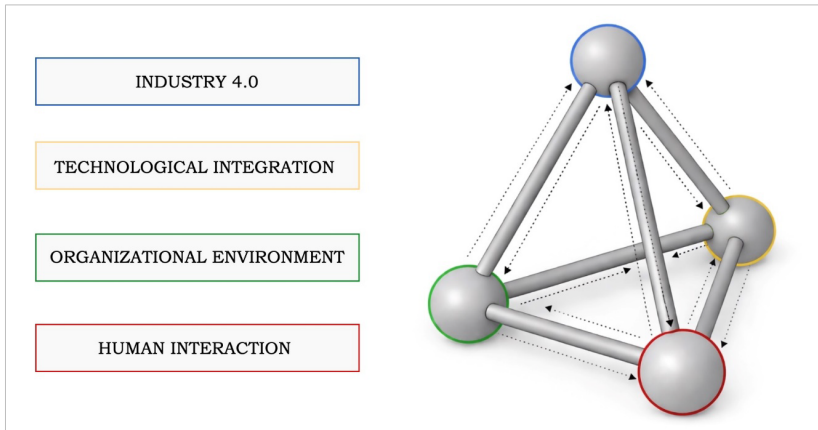 INDUSTRY 4.0
TECHNOLOGICAL INTEGRATION
ORGANIZATIONAL ENVIRONMENT
HUMAN INTERACTION